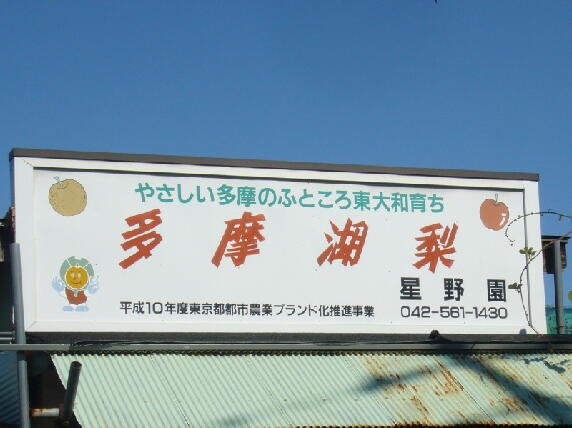 やさしい多摩のふところ東大和育ち
多摩湖梨
星野園
平成10年度東京都都市農業ブランド化推進事業
042-561-1430